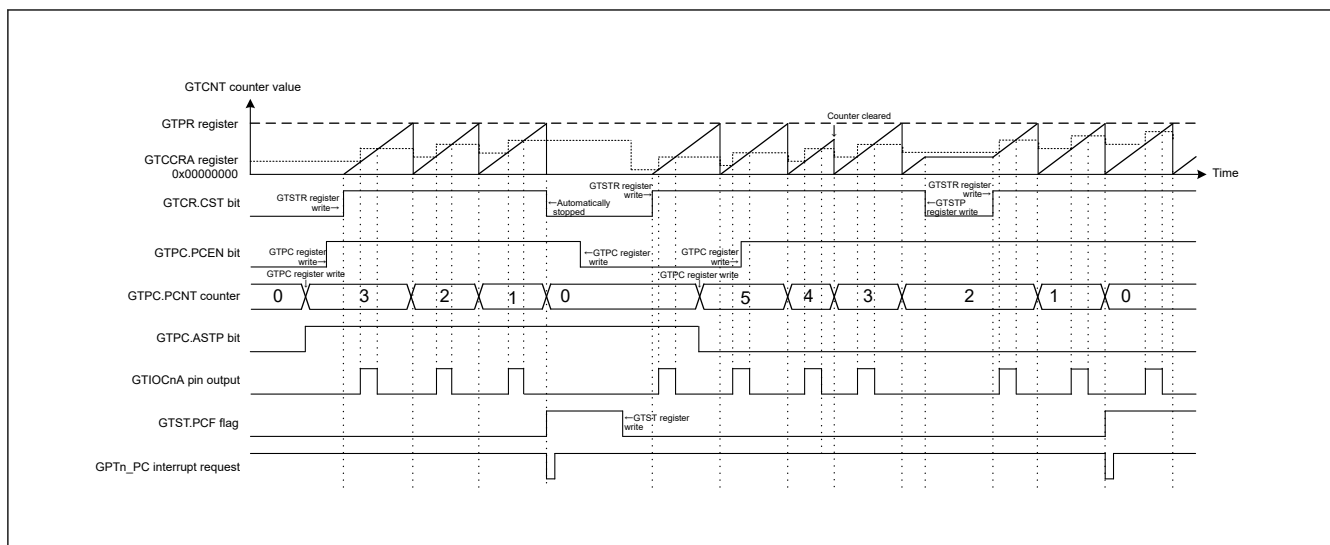 GTCNT counter value
GTPR register
Counter cleared
GTCCRA register
0x00000000
Time
GTCR.CST bit
GTSTR register
write→
←Automatically
stopped
GTSTR register
write→
←GTSTP
register write
GTSTR register
write→
GTPC.PCEN bit
GTPC register
write→
←GTPC register
write
GTPC register
write→
GTPC register write
GTPC register write
GTPC.PCNT counter
0 3 2 1 0 5 4 3 2 1 0
GTPC.ASTP bit
GTIOCnA pin output
GTST.PCF flag
←GTST register
write
GPTn_PC interrupt request